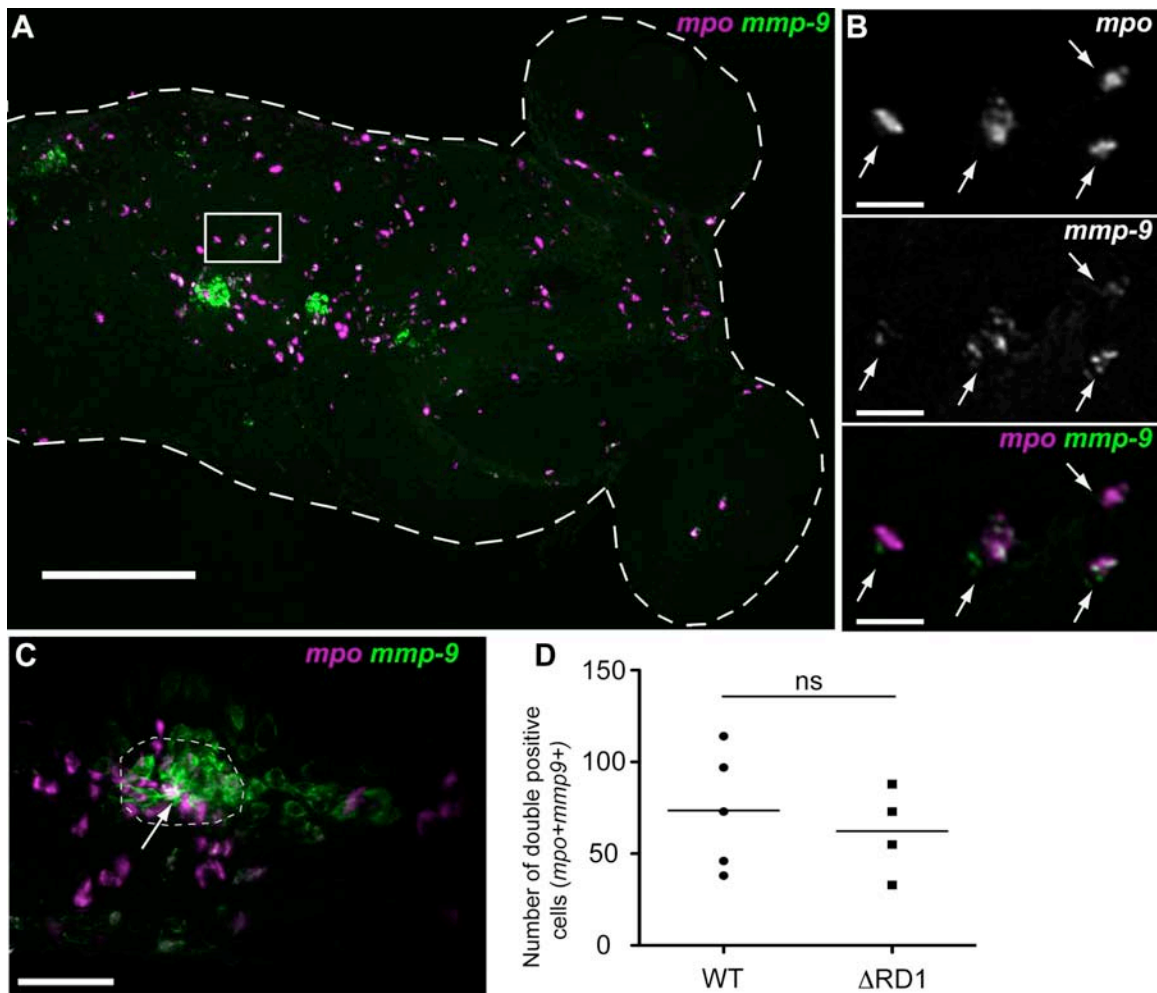 A
mpo mmp-9
B
mpo
mmp-9
mpo mmp-9
C
mpo mmp-9
D
ns
150
100
50
0
Number of double positive
cells (mpo+mmp9+)
WT
ΔRD1